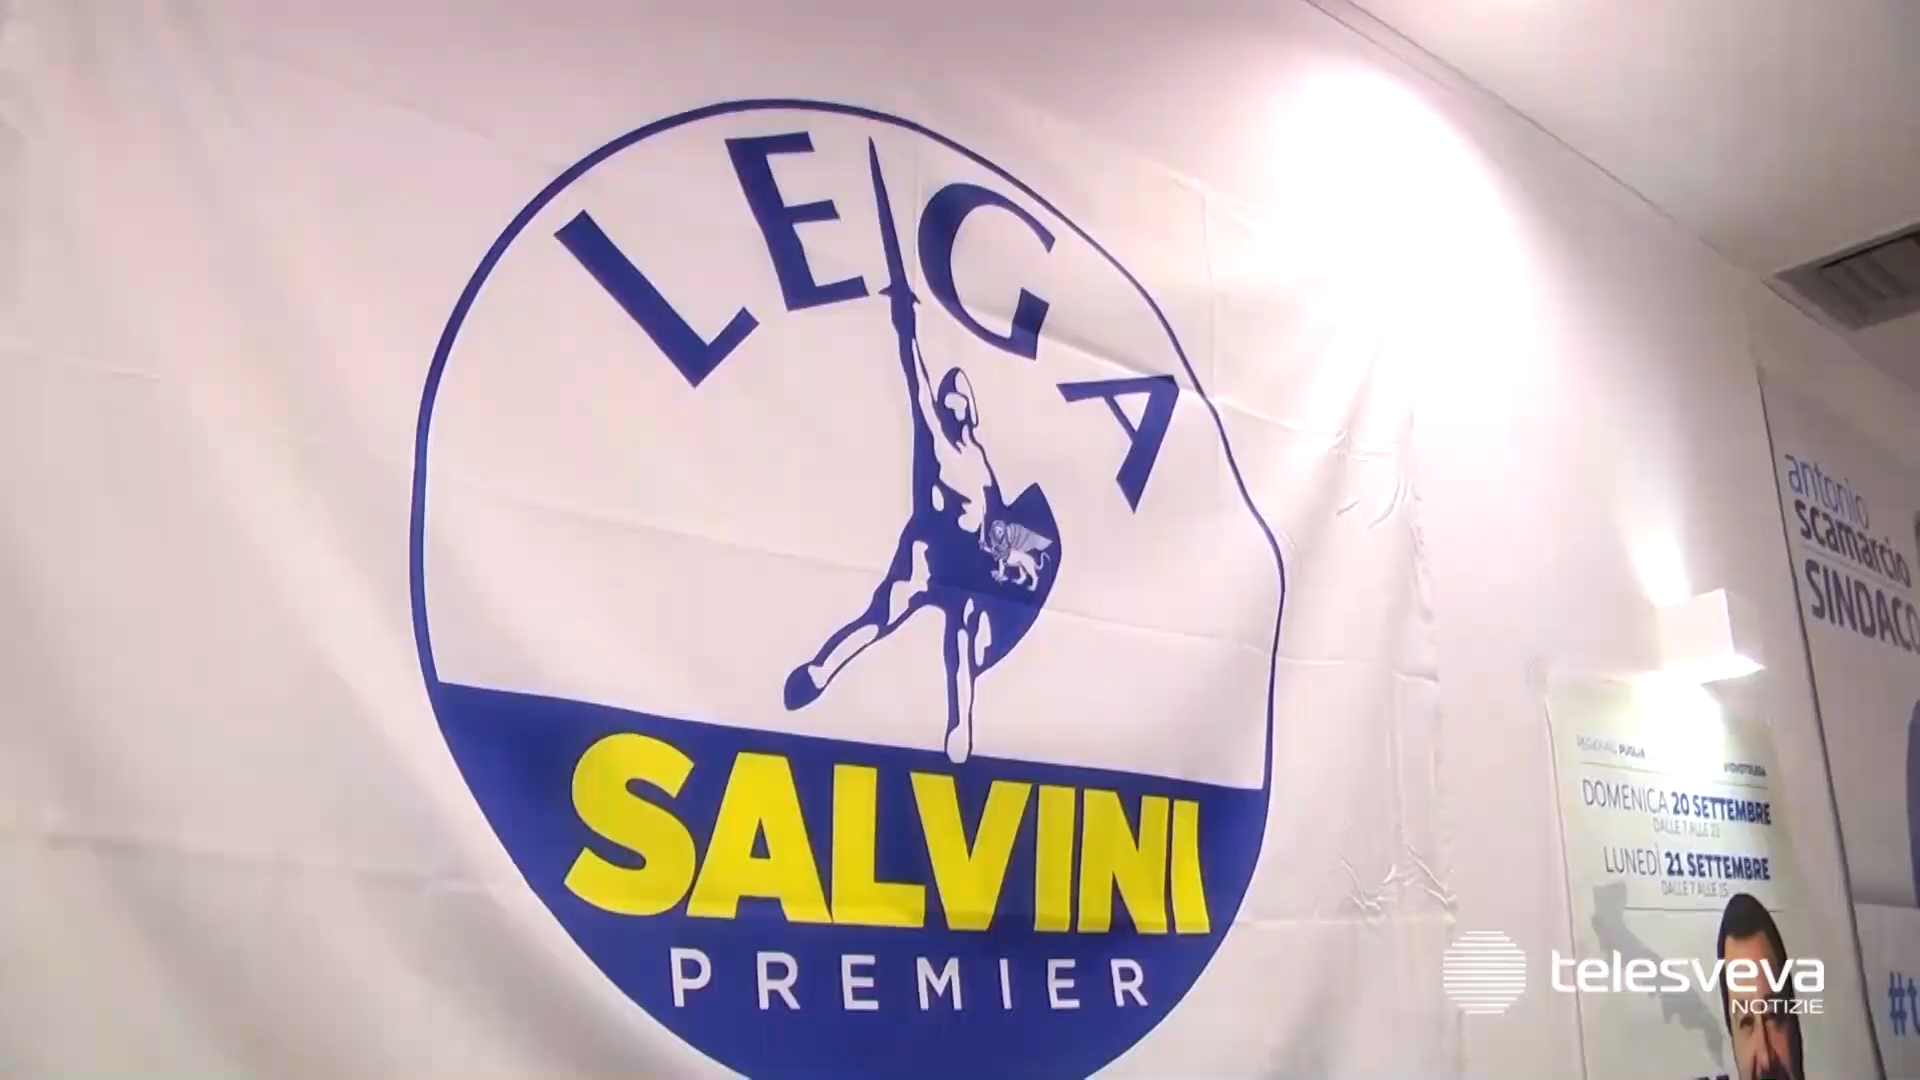 LEGA
SALVINI
PREMIER
antonio
scamarcio
SINDACO
REGIONALI PUGLIA
#IOVOTOLEGA
DOMENICA 20 SETTEMBRE
DALLE 7 ALLE 23
LUNEDÌ 21 SETTEMBRE
DALLE 7 ALLE 15
telesveva
NOTIZIE